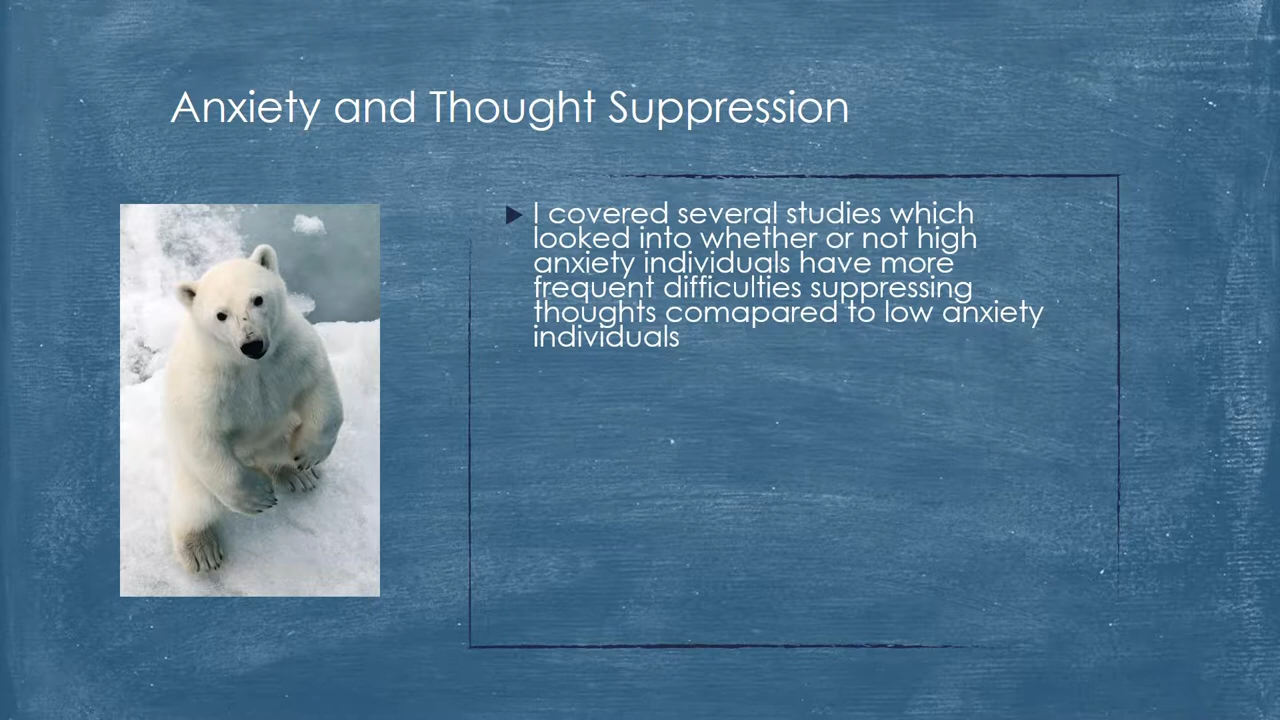 Anxiety and Thought Suppression
I covered several studies which
looked into whether or not high
anxiety individuals have more
frequent difficulties suppressing
thoughts comapared to low anxiety
individuals